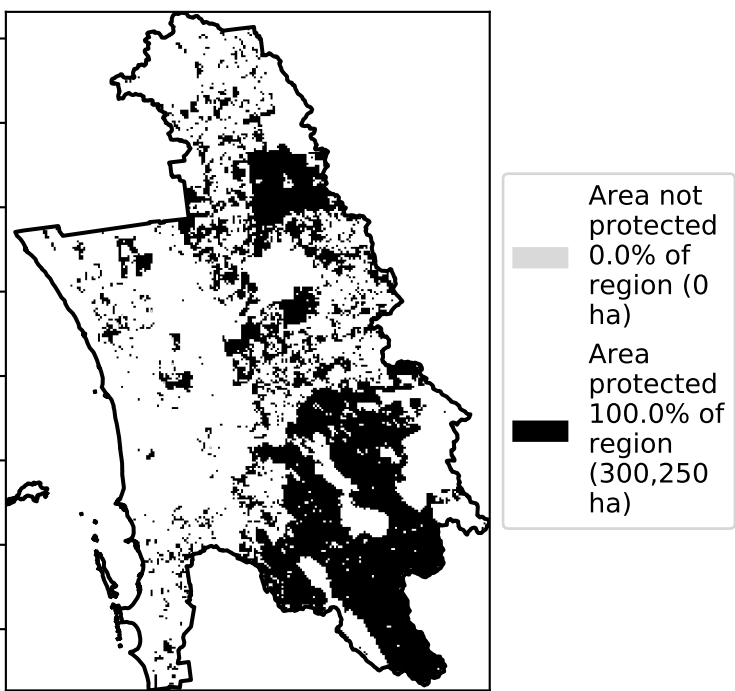 Area not
protected
0.0% of
region (0
ha)
Area
protected
100.0% of
region
(300,250
ha)